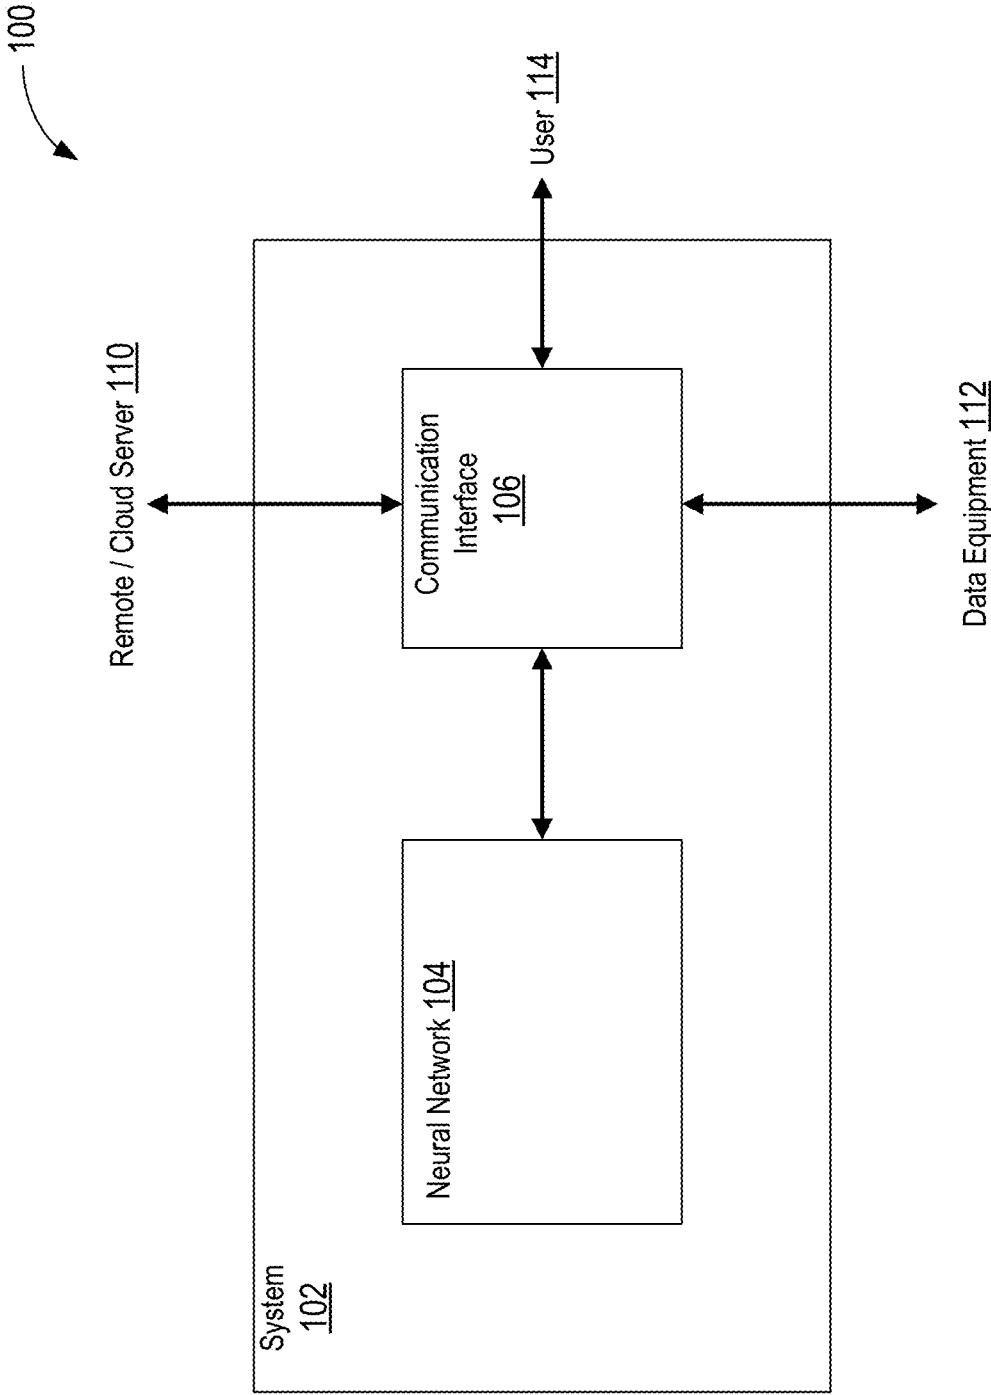 100
Remote / Cloud Server 110
System
102
Neural Network 104
Communication
Interface
106
User 114
Data Equipment 112